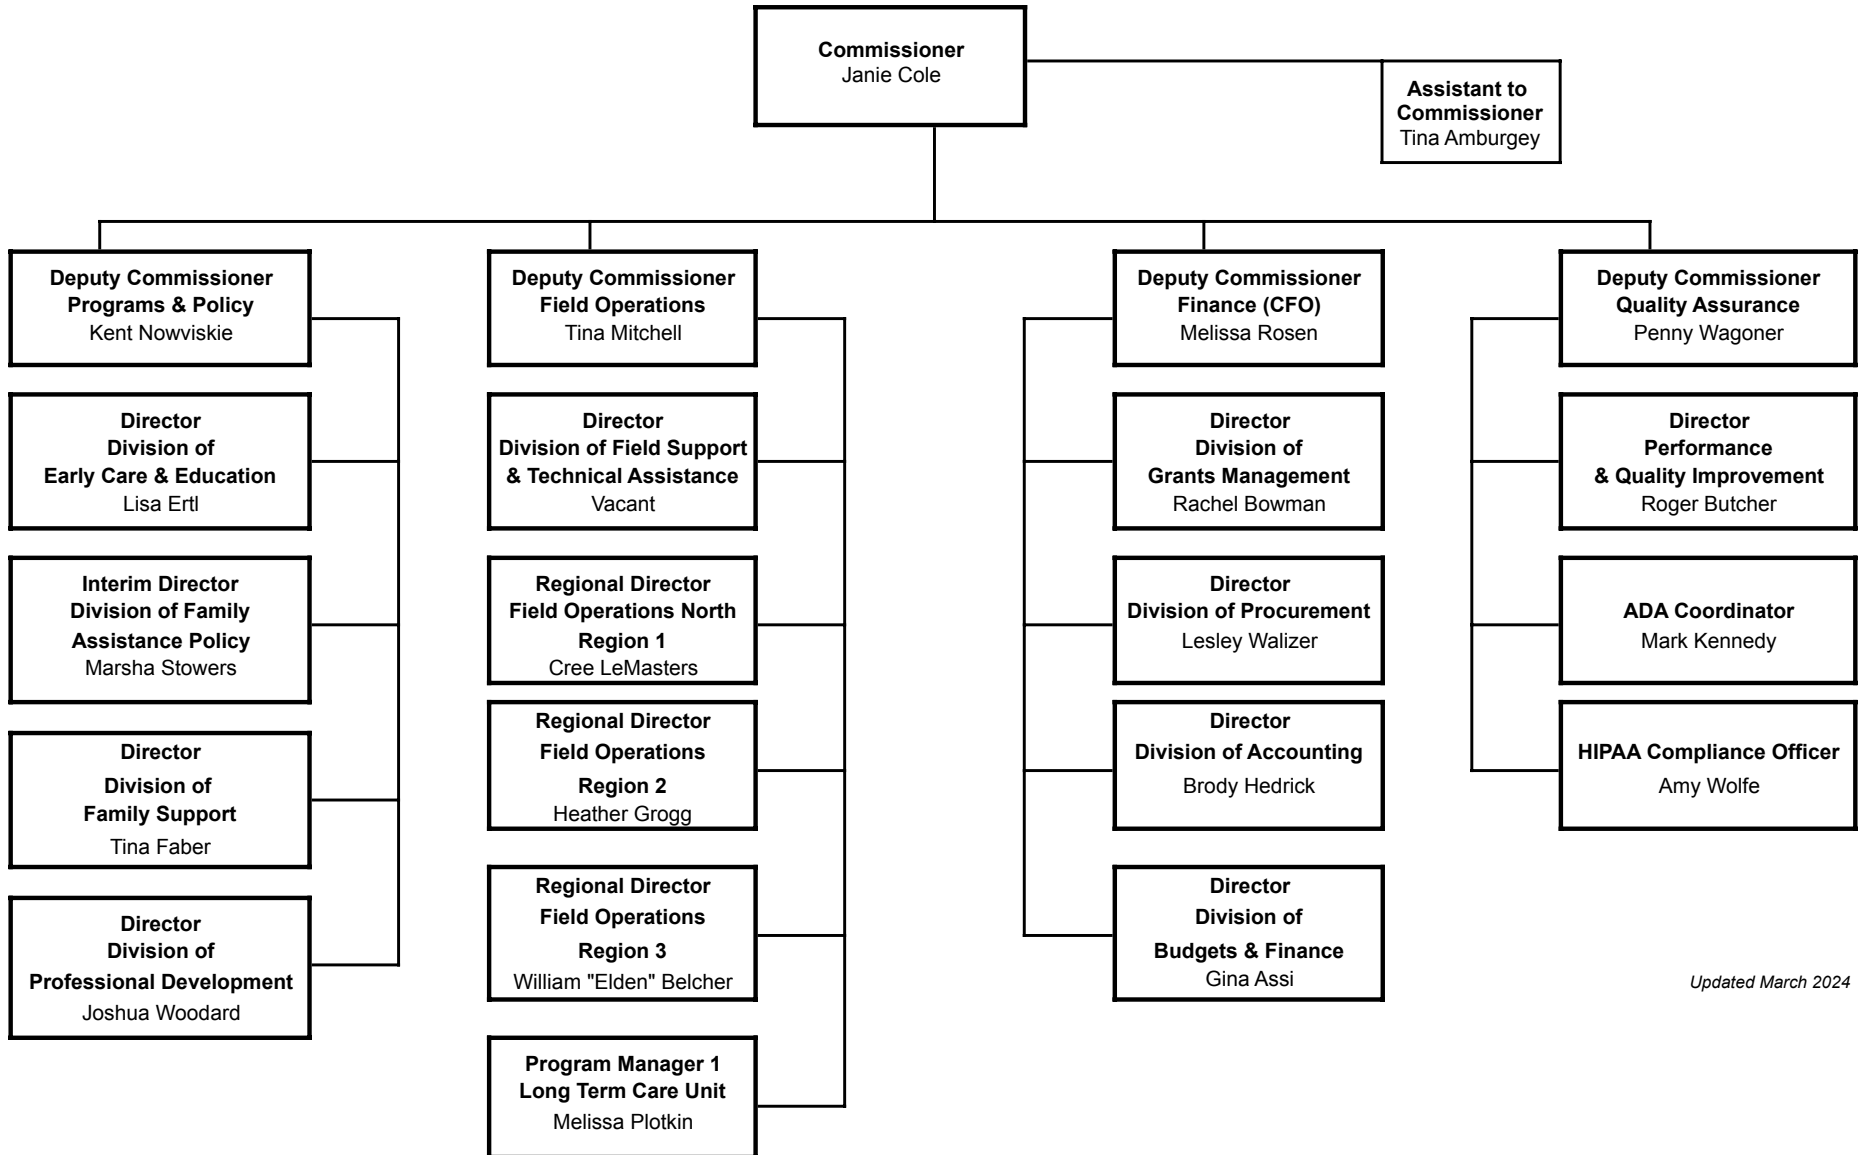 Commissioner
Janie Cole
Assistant to
Commissioner
Tina Amburgey
Deputy Commissioner
Programs & Policy
Kent Nowviskie
Director
Division of
Early Care & Education
Lisa Ertl
Interim Director
Division of Family
Assistance Policy
Marsha Stowers
Director
Division of
Family Support
Tina Faber
Director
Division of
Professional Development
Joshua Woodard
Deputy Commissioner
Field Operations
Tina Mitchell
Director
Division of Field Support
& Technical Assistance
Vacant
Regional Director
Field Operations North
Region 1
Cree LeMasters
Regional Director
Field Operations
Region 2
Heather Grogg
Regional Director
Field Operations
Region 3
William "Elden" Belcher
Program Manager 1
Long Term Care Unit
Melissa Plotkin
Deputy Commissioner
Finance (CFO)
Melissa Rosen
Director
Division of
Grants Management
Rachel Bowman
Director
Division of Procurement
Lesley Walizer
Director
Division of Accounting
Brody Hedrick
Director
Division of
Budgets & Finance
Gina Assi
Deputy Commissioner
Quality Assurance
Penny Wagoner
Director
Performance
& Quality Improvement
Roger Butcher
ADA Coordinator
Mark Kennedy
HIPAA Compliance Officer
Amy Wolfe
Updated March 2024